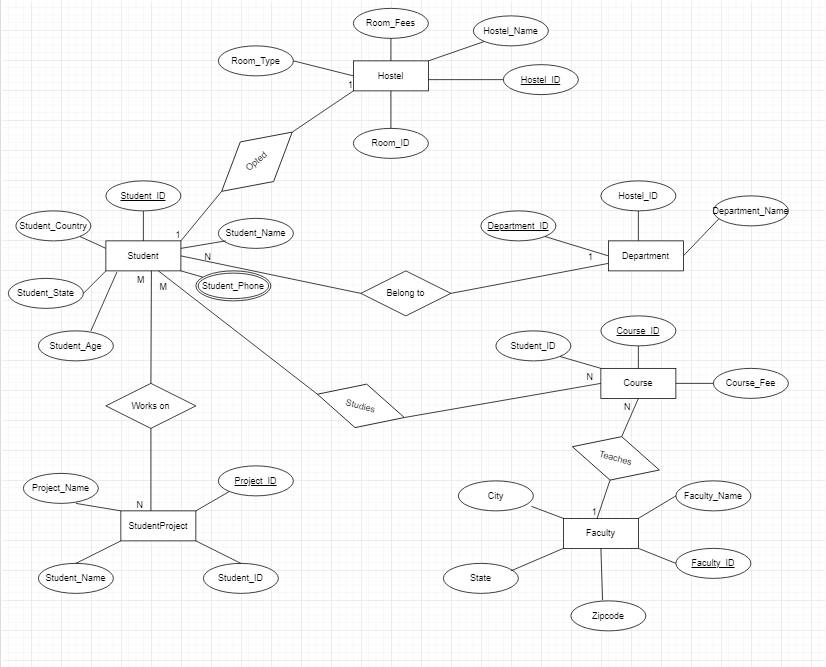 Room_Fees
Hostel_Name
Room_Type
Hostel
Hostel_ID
1
Room_ID
Opted
Student_ID
Hostel_ID
Department_Name
Student_Country
Student_Name
Department_ID
1
Student
N
1
Department
M
M
Student_Phone
Belong to
Student_State
Course_ID
Student_Age
Student_ID
N
Course
Course_Fee
Works on
Studies
N
Teaches
Project_Name
Project_ID
City
Faculty_Name
N
1
StudentProject
Faculty
Faculty_ID
Student_Name
Student_ID
State
Zipcode